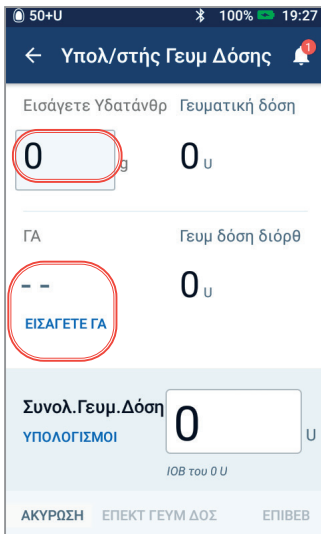 50+U 100% 19:27
← Υπολ/στής Γευμ Δόσης 1
Εισάγετε Υδατάνθρ Γευματική δόση
0 g 0 U
ΓΑ Γευμ δόση διόρθ
-- 0 U
ΕΙΣΑΓΕΤΕ ΓΑ
Συνολ.Γευμ.Δόση 0 U
ΥΠΟΛΟΓΙΣΜΟΙ
IOB του 0 U
ΑΚΥΡΩΣΗ ΕΠΕΚΤ ΓΕΥΜ ΔΟΣ ΕΠΙΒΕΒ